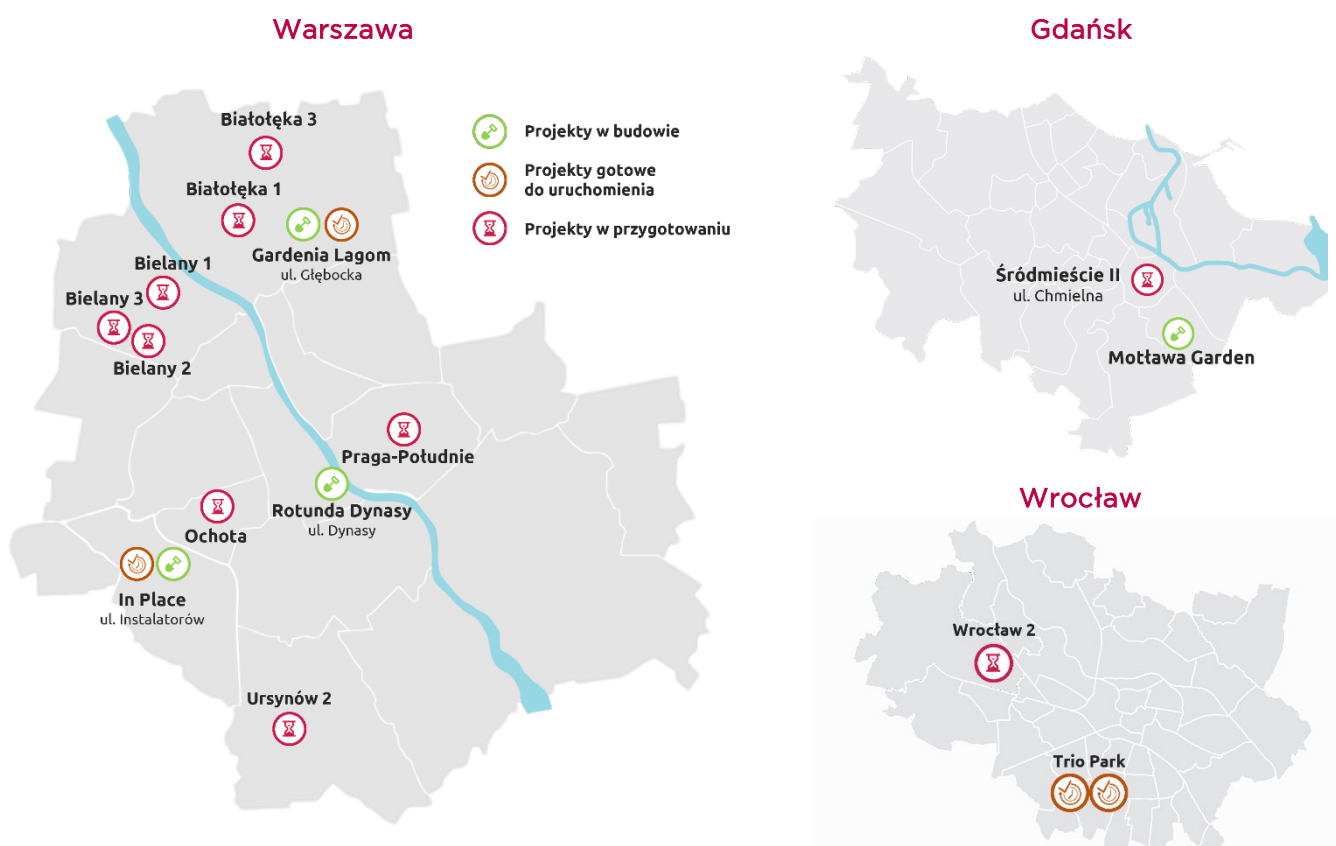 Warszawa
Białołęka 3
Białołęka 1
Gardenia Lagom
ul. Głębocka
Bielany 1
Bielany 3
Bielany 2
Praga-Południe
Rotunda Dynasy
ul. Dynasy
Ochota
In Place
ul. Instalatorów
Ursynów 2
Projekty w budowie
Projekty gotowe
do uruchomienia
Projekty w przygotowaniu
Gdańsk
Śródmieście II
ul. Chmielna
Motława Garden
Wrocław
Wrocław 2
Trio Park